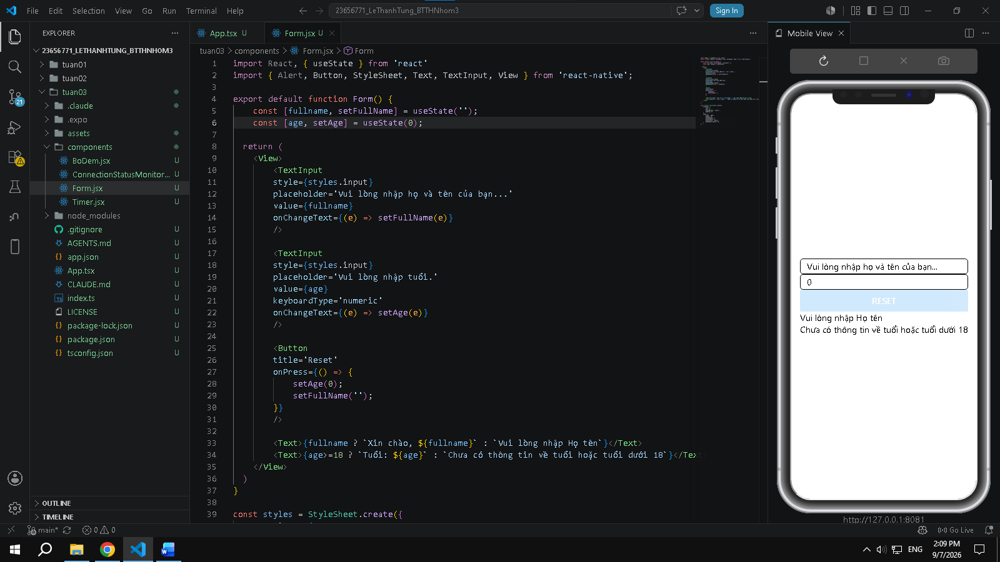 File Edit Selection View Go Run Terminal Help
23656771_LeThanhTung_BTTHNhom3
Sign In
EXPLORER
23656771_LETHANHTUNG_BTTHNHOM3
tuan01
tuan02
tuan03
.claude
.expo
assets
components
BoDem.jsx U
ConnectionStatusMonitor... U
Form.jsx U
Timer.jsx U
node_modules
.gitignore U
AGENTS.md U
app.json U
App.tsx U
CLAUDE.md U
index.ts U
LICENSE U
package-lock.json U
package.json U
tsconfig.json U
OUTLINE
TIMELINE
21
App.tsx U
Form.jsx U
tuan03 > components > Form.jsx > Form
1 import React, { useState } from 'react'
2 import { Alert, Button, StyleSheet, Text, TextInput, View } from 'react-native';
3
4 export default function Form() {
5 const [fullname, setFullName] = useState('');
6 const [age, setAge] = useState(0);
7
8 return (
9 <View>
10 <TextInput
11 style={styles.input}
12 placeholder='Vui lòng nhập họ và tên của bạn...'
13 value={fullname}
14 onChangeText={(e) => setFullName(e)}
15 />
16
17 <TextInput
18 style={styles.input}
19 placeholder='Vui lòng nhập tuổi.'
20 value={age}
21 keyboardType='numeric'
22 onChangeText={(e) => setAge(e)}
23 />
24
25 <Button
26 title='Reset'
27 onPress={() => {
28 setAge(0);
29 setFullName('');
30 }}
31 />
32
33 <Text>{fullname ? `Xin chào, ${fullname}` : `Vui lòng nhập Họ tên`}</Text>
34 <Text>{age>=18 ? `Tuổi: ${age}` : `Chưa có thông tin về tuổi hoặc tuổi dưới 18`}</Text>
35 </View>
36 )
37 }
38
39 const styles = StyleSheet.create({
Mobile View
Vui lòng nhập họ và tên của bạn...
0
RESET
Vui lòng nhập Họ tên
Chưa có thông tin về tuổi hoặc tuổi dưới 18
http://127.0.0.1:8081
main* 0 0
Go Live
ENG
2:09 PM
9/7/2026